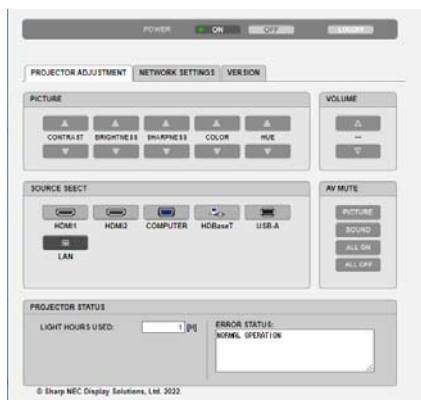 POWER ON OFF LOGOFF
PROJECTOR ADJUSTMENT NETWORK SETTINGS VERSION
PICTURE
CONTRAST BRIGHTNESS SHARPNESS COLOR HUE
VOLUME
--
SOURCE SEECT
HDMI1 HDMI2 COMPUTER HDBaseT USB-A
LAN
AV MUTE
PICTURE
SOUND
ALL ON
ALL OFF
PROJECTOR STATUS
LIGHT HOURS USED: 1 [H]
ERROR STATUS:
NORMAL OPERATION
© Sharp NEC Display Solutions, Ltd. 2022.